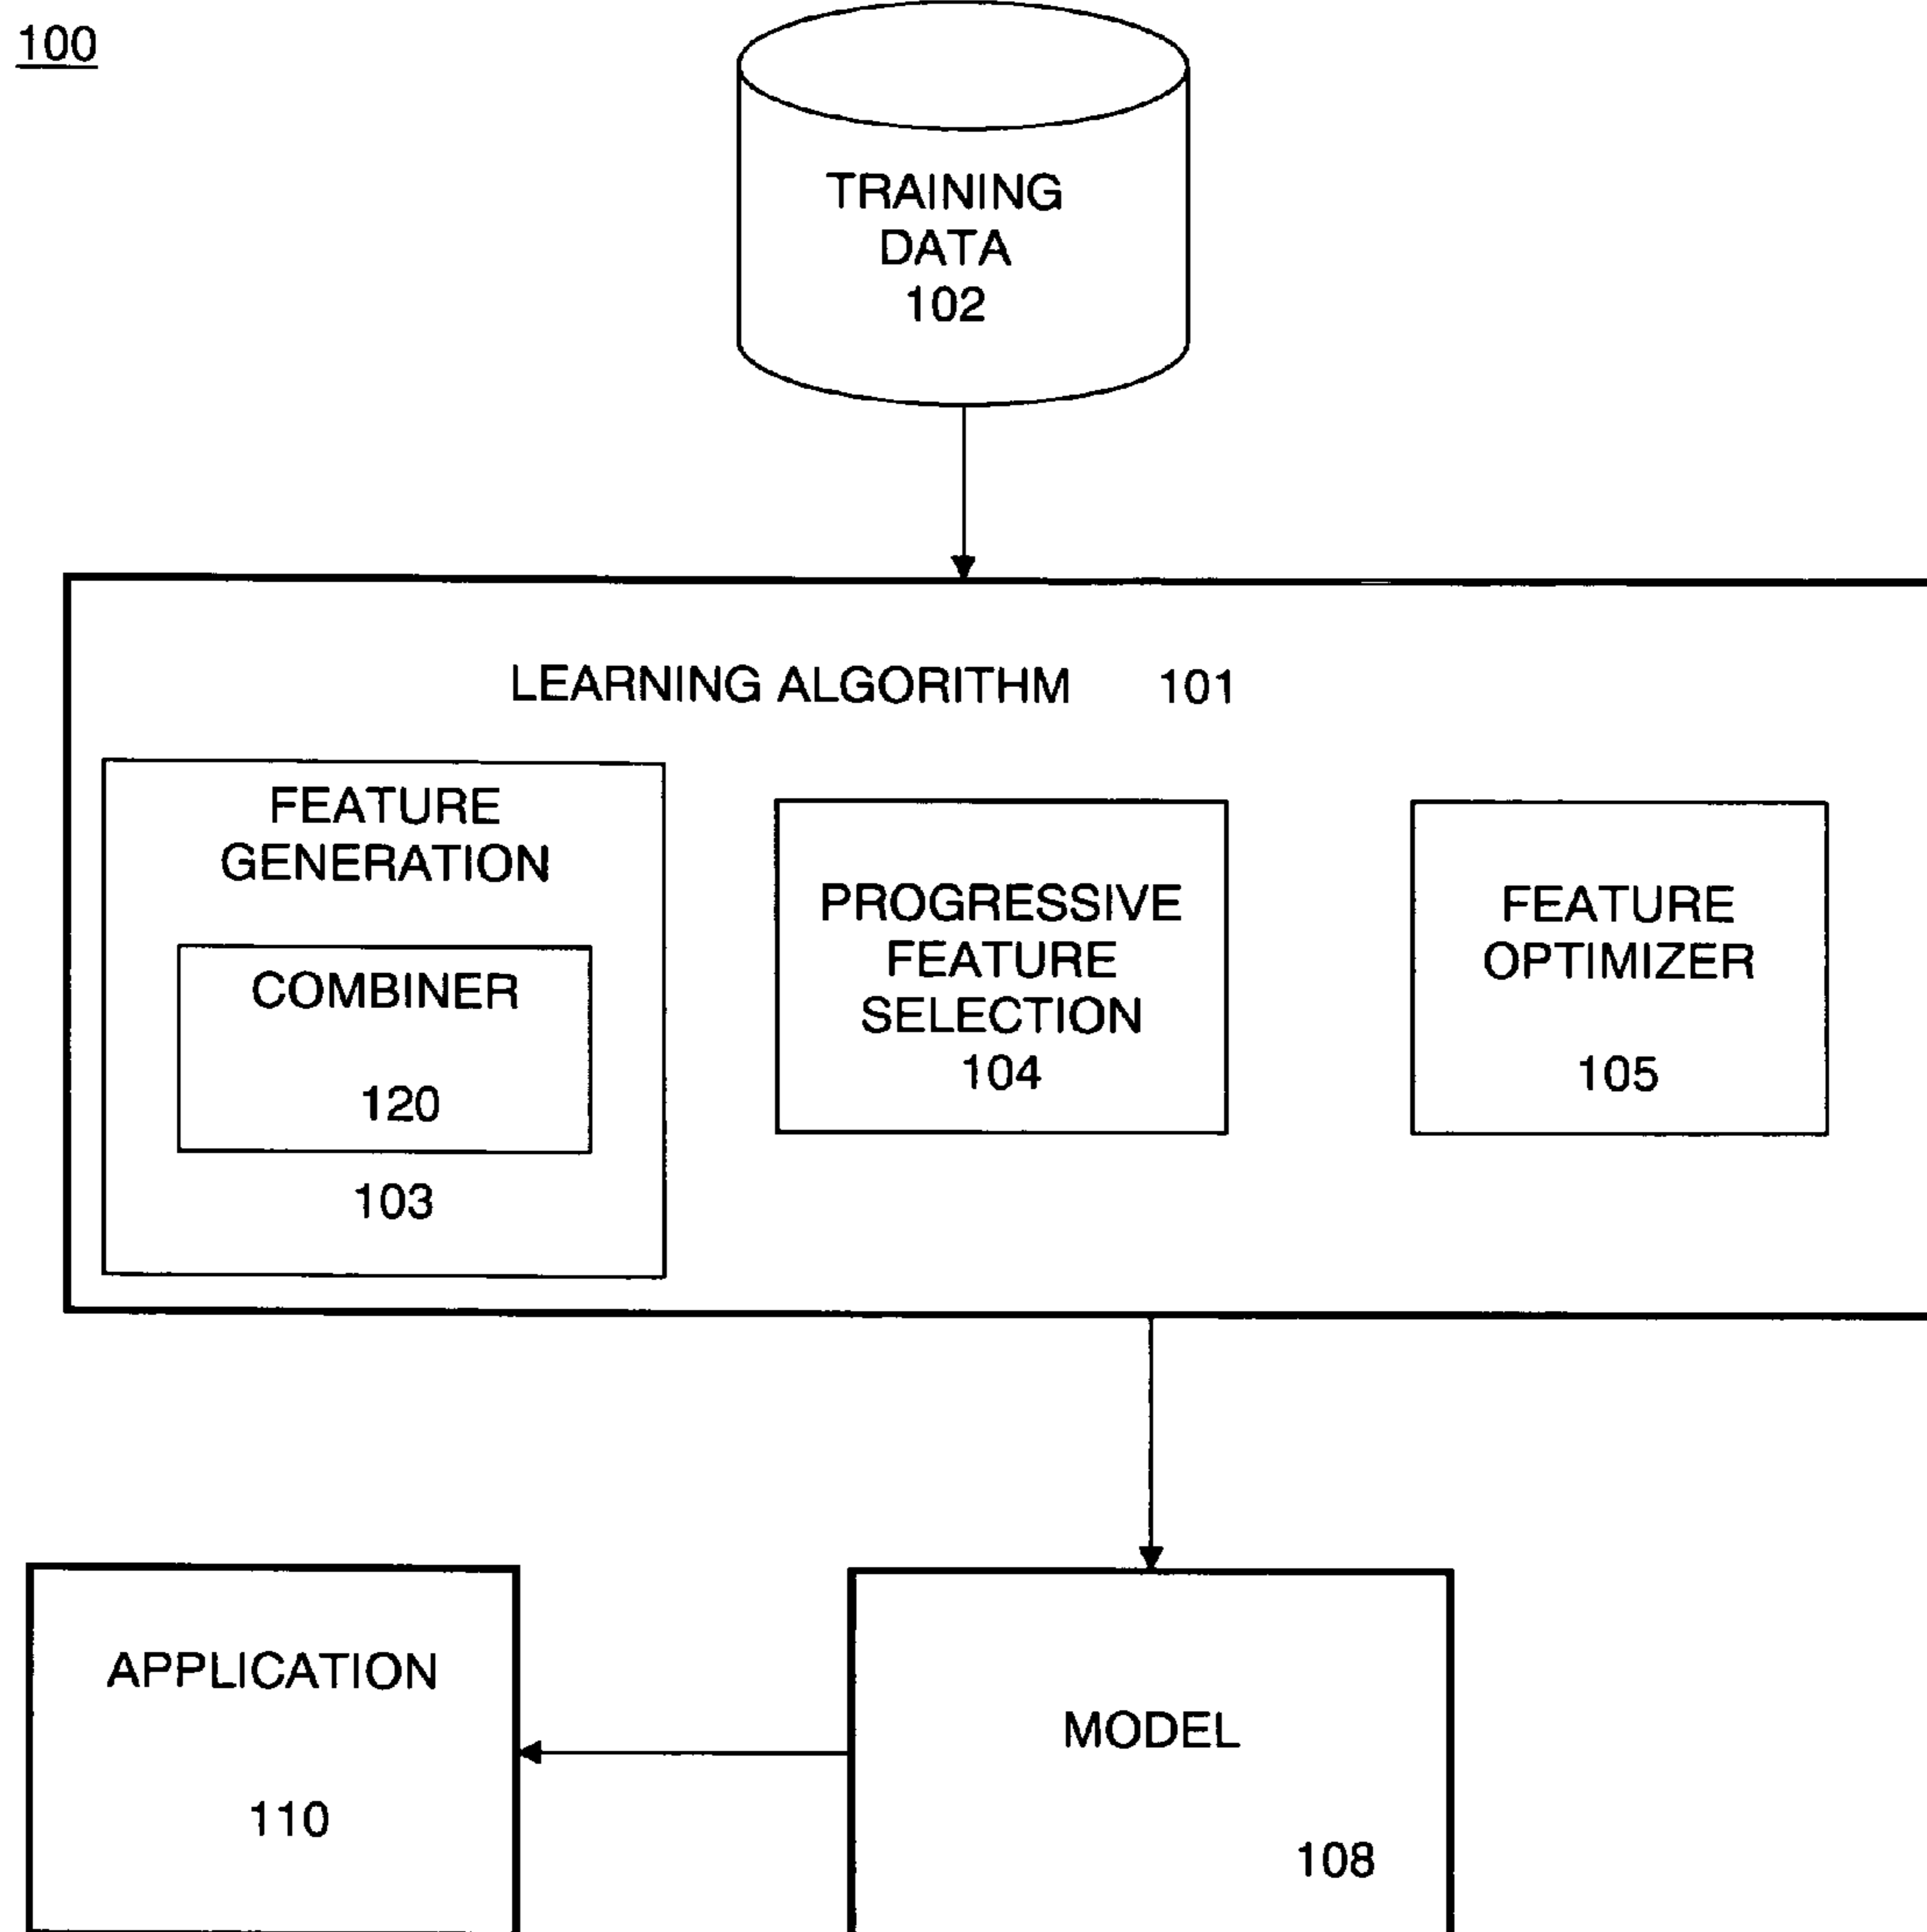 100
TRAINING
DATA
102
LEARNING ALGORITHM 101
FEATURE
GENERATION
COMBINER
120
103
PROGRESSIVE
FEATURE
SELECTION
104
FEATURE
OPTIMIZER
105
APPLICATION
110
MODEL
108